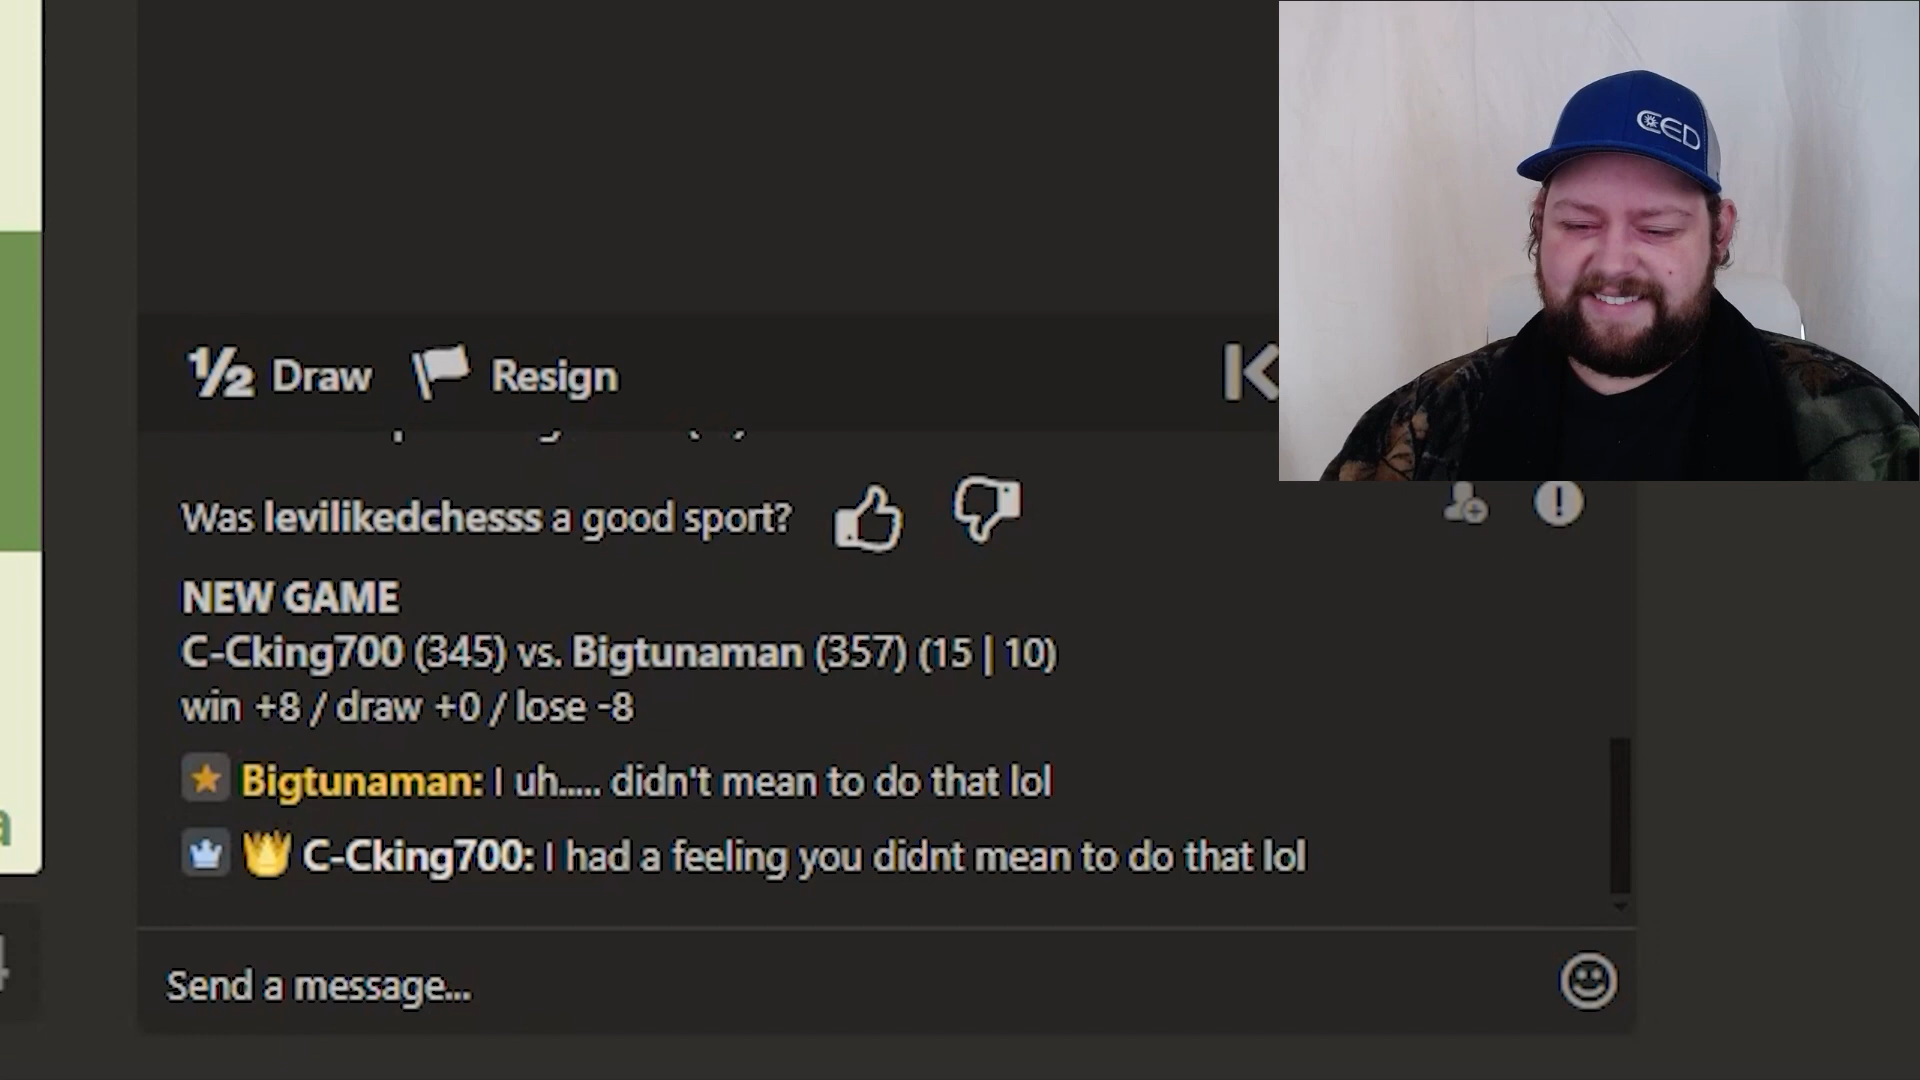 CED
½ Draw Resign
Was levilikedchesss a good sport?
NEW GAME
C-Cking700 (345) vs. Bigtunaman (357) (15 | 10)
win +8 / draw +0 / lose -8
Bigtunaman: I uh..... didn't mean to do that lol
C-Cking700: I had a feeling you didnt mean to do that lol
a
4
Send a message...